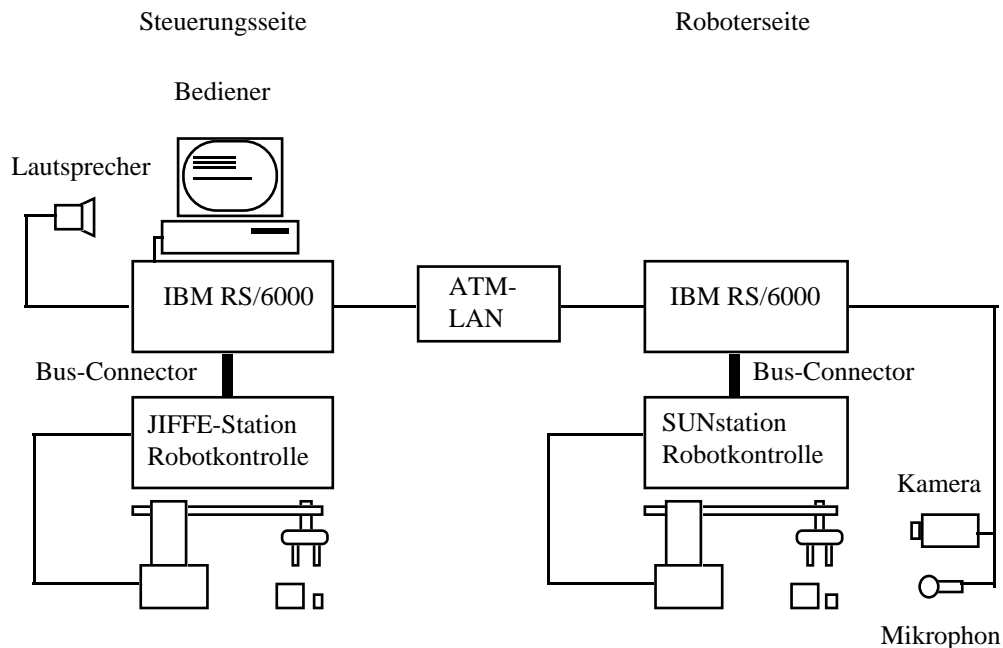 Steuerungsseite
Roboterseite
Bediener
Lautsprecher
IBM RS/6000
ATM-
LAN
IBM RS/6000
Bus-Connector
Bus-Connector
JIFFE-Station
Robotkontrolle
SUNstation
Robotkontrolle
Kamera
Mikrophon